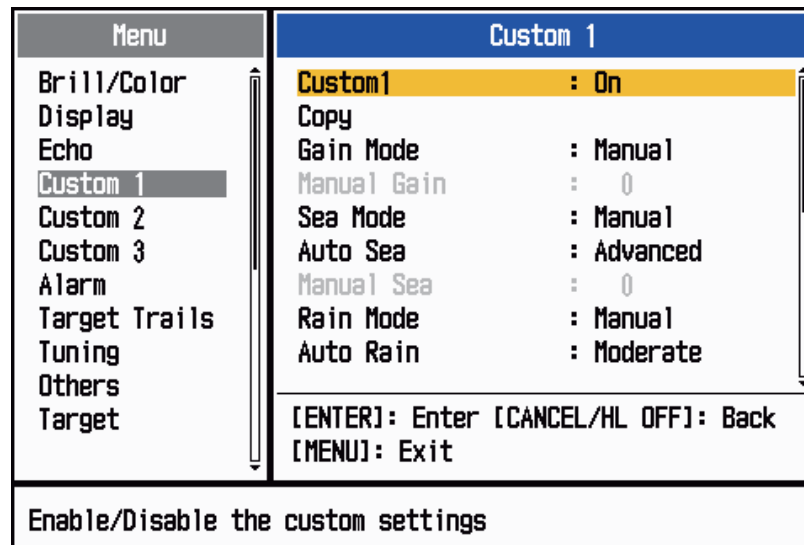 Menu
Brill/Color
Display
Echo
Custom 1
Custom 2
Custom 3
Alarm
Target Trails
Tuning
Others
Target
Custom 1
Custom1 : On
Copy
Gain Mode : Manual
Manual Gain : 0
Sea Mode : Manual
Auto Sea : Advanced
Manual Sea : 0
Rain Mode : Manual
Auto Rain : Moderate
[ENTER]: Enter [CANCEL/HL OFF]: Back
[MENU]: Exit
Enable/Disable the custom settings